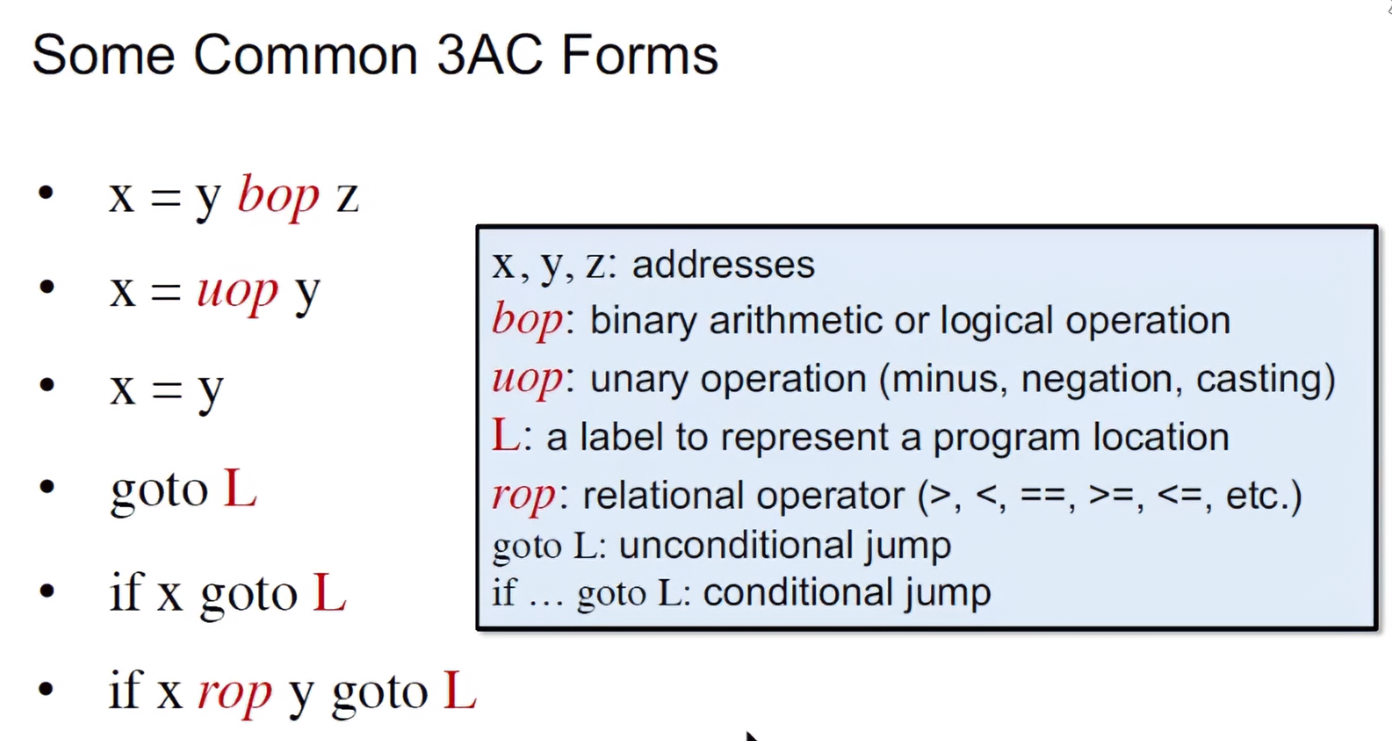 Some Common 3AC Forms
• x = y bop z
• x = uop y
• x = y
• goto L
• if x goto L
• if x rop y goto L
x, y, z: addresses
bop: binary arithmetic or logical operation
uop: unary operation (minus, negation, casting)
L: a label to represent a program location
rop: relational operator (>, <, ==, >=, <=, etc.)
goto L: unconditional jump
if … goto L: conditional jump